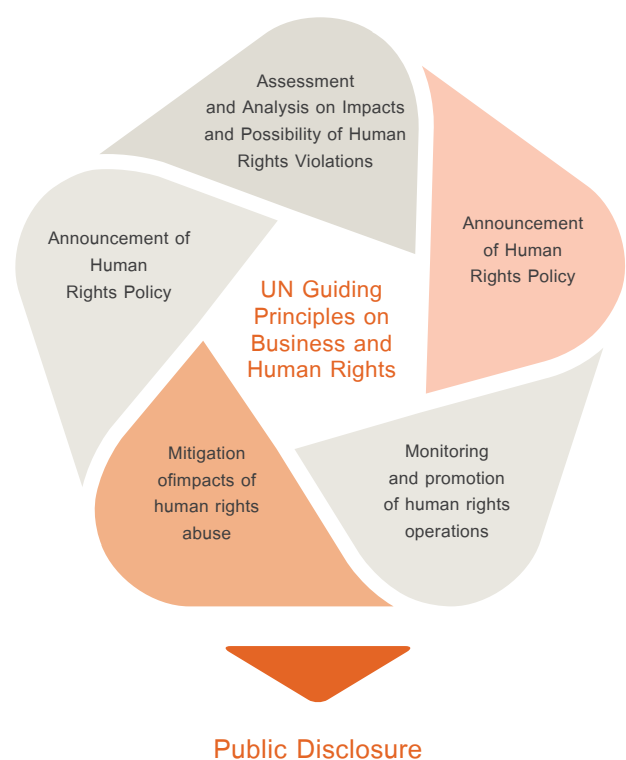 Assessment
and Analysis on Impacts
and Possibility of Human
Rights Violations
Announcement
of Human
Rights Policy
Announcement of
Human
Rights Policy
UN Guiding
Principles on
Business and
Human Rights
Monitoring
and promotion
of human rights
operations
Mitigation
ofimpacts of
human rights
abuse
Public Disclosure